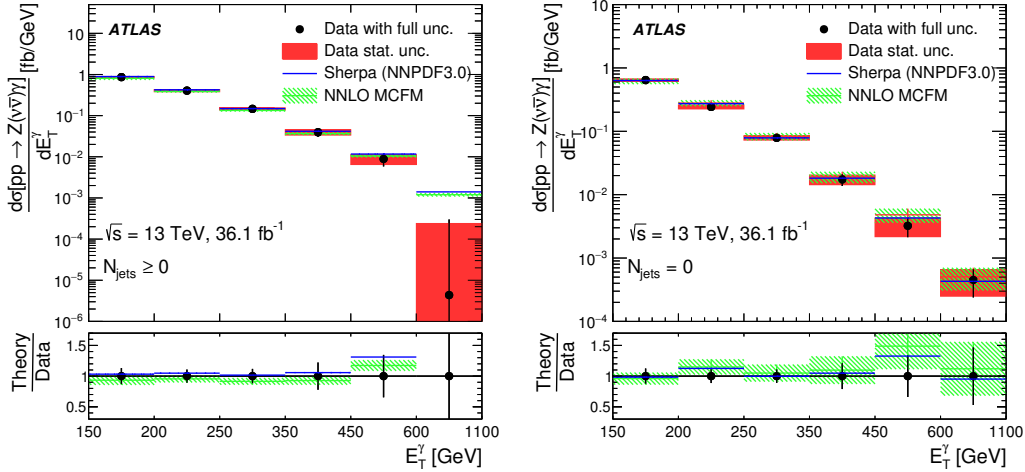 ATLAS
Data with full unc.
Data stat. unc.
Sherpa (NNPDF3.0)
NNLO MCFM
dσ[pp → Z(νν̅)γ] / dE_T^γ [fb/GeV]
10
1
10⁻¹
10⁻²
10⁻³
10⁻⁴
10⁻⁵
10⁻⁶
√s = 13 TeV, 36.1 fb⁻¹
N_jets ≥ 0
Theory / Data
1.5
1
0.5
150 200 250 350 450 600 1100
E_T^γ [GeV]
ATLAS
Data with full unc.
Data stat. unc.
Sherpa (NNPDF3.0)
NNLO MCFM
dσ[pp → Z(νν̅)γ] / dE_T^γ [fb/GeV]
10
1
10⁻¹
10⁻²
10⁻³
10⁻⁴
√s = 13 TeV, 36.1 fb⁻¹
N_jets = 0
Theory / Data
1.5
1
0.5
150 200 250 350 450 600 1100
E_T^γ [GeV]